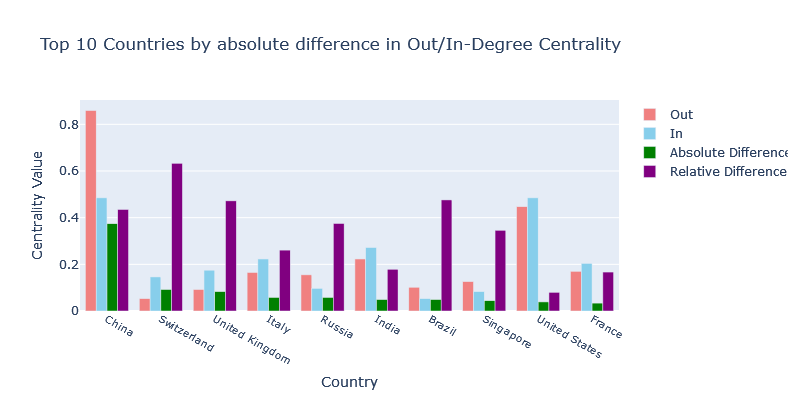 Top 10 Countries by absolute difference in Out/In-Degree Centrality
Out
In
Absolute Difference
Relative Difference
Centrality Value
0.8
0.6
0.4
0.2
0
China
Switzerland
United Kingdom
Italy
Russia
India
Brazil
Singapore
United States
France
Country